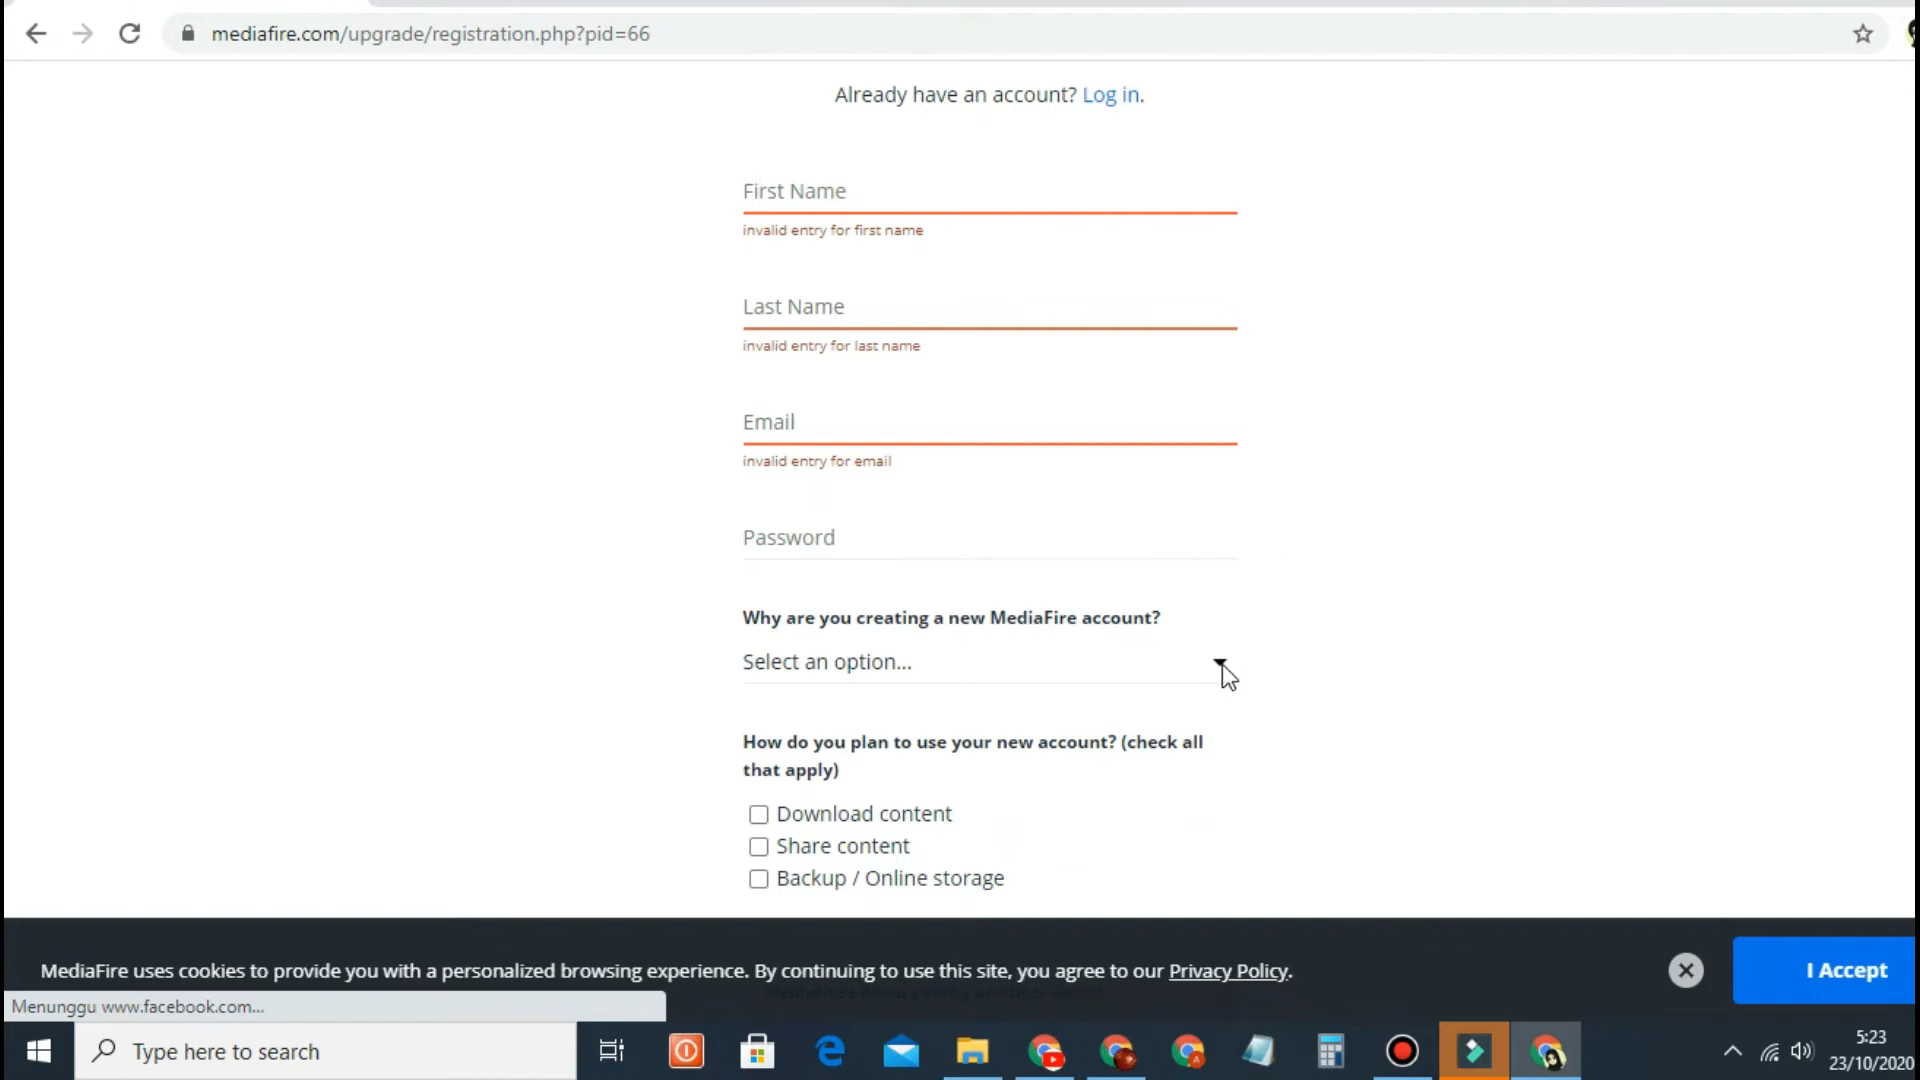 mediafire.com/upgrade/registration.php?pid=66
Already have an account? Log in.
First Name
invalid entry for first name
Last Name
invalid entry for last name
Email
invalid entry for email
Password
Why are you creating a new MediaFire account?
Select an option...
How do you plan to use your new account? (check all
that apply)
Download content
Share content
Backup / Online storage
MediaFire uses cookies to provide you with a personalized browsing experience. By continuing to use this site, you agree to our Privacy Policy.
I Accept
Menunggu www.facebook.com...
Type here to search
5:23
23/10/2020